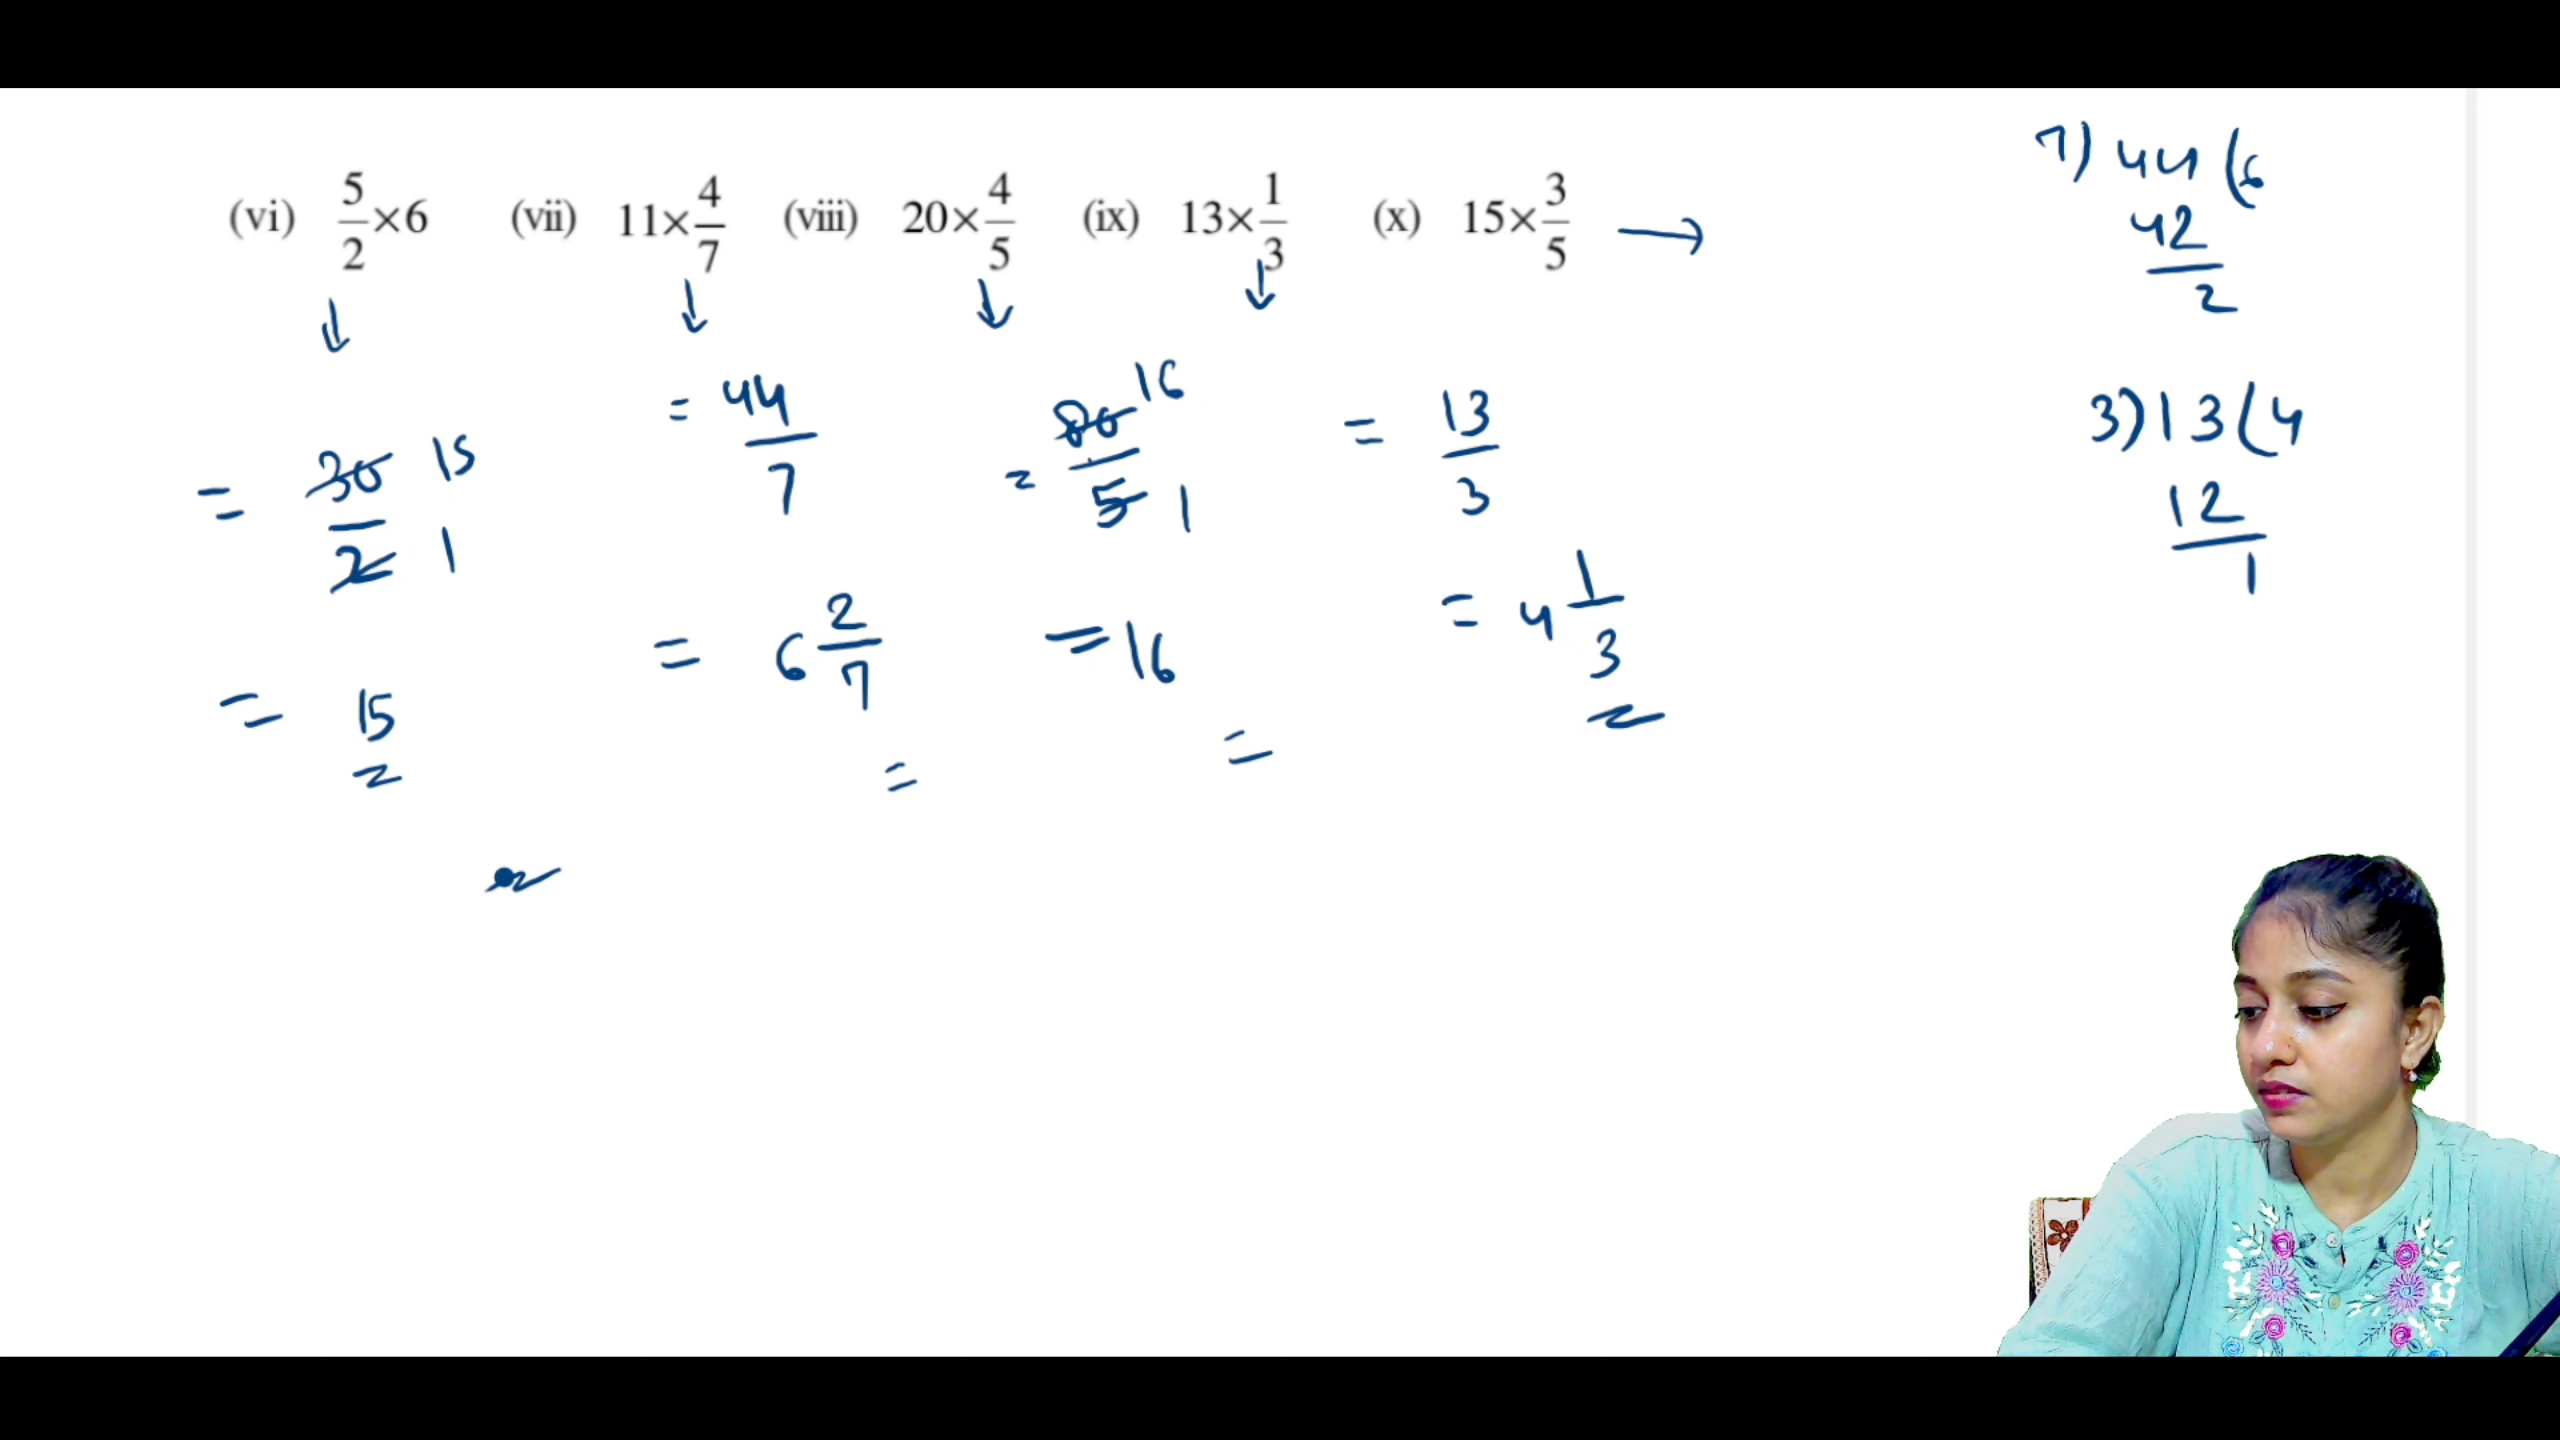 (vi) 5/2×6 (vii) 11×4/7 (viii) 20×4/5 (ix) 13×1/3 (x) 15×3/5 →
↓ ↓ ↓ ↓
= 30/2 15/1
= 15
= 44/7
= 6 2/7
= 80/5 16/1
= 16
= 13/3
= 4 1/3
7) 44 (6
42
2
3) 13 (4
12
1